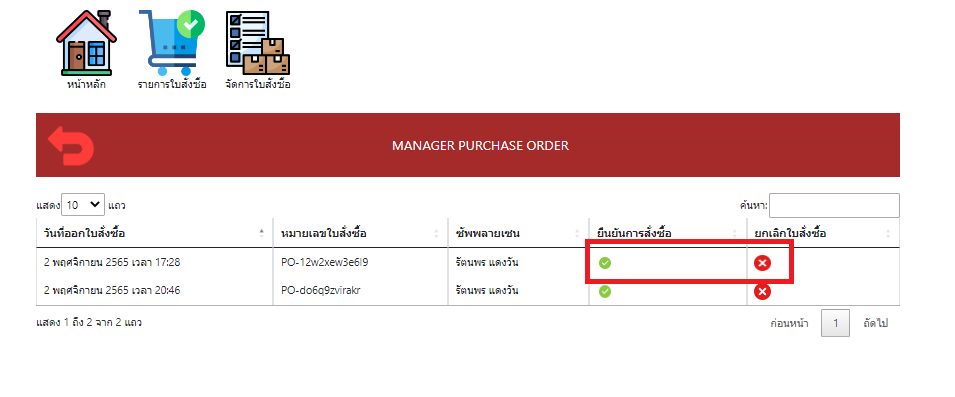 หน้าหลัก รายการใบสั่งซื้อ จัดการใบสั่งซื้อ
MANAGER PURCHASE ORDER
แสดง 10 แถว ค้นหา:
วันที่ออกใบสั่งซื้อ หมายเลขใบสั่งซื้อ ซัพพลายเซน ยืนยันการสั่งซื้อ ยกเลิกใบสั่งซื้อ
2 พฤศจิกายน 2565 เวลา 17:28 PO-12w2xew3e6l9 รัตนพร แดงวัน
2 พฤศจิกายน 2565 เวลา 20:46 PO-do6q9zvirakr รัตนพร แดงวัน
แสดง 1 ถึง 2 จาก 2 แถว ก่อนหน้า 1 ถัดไป